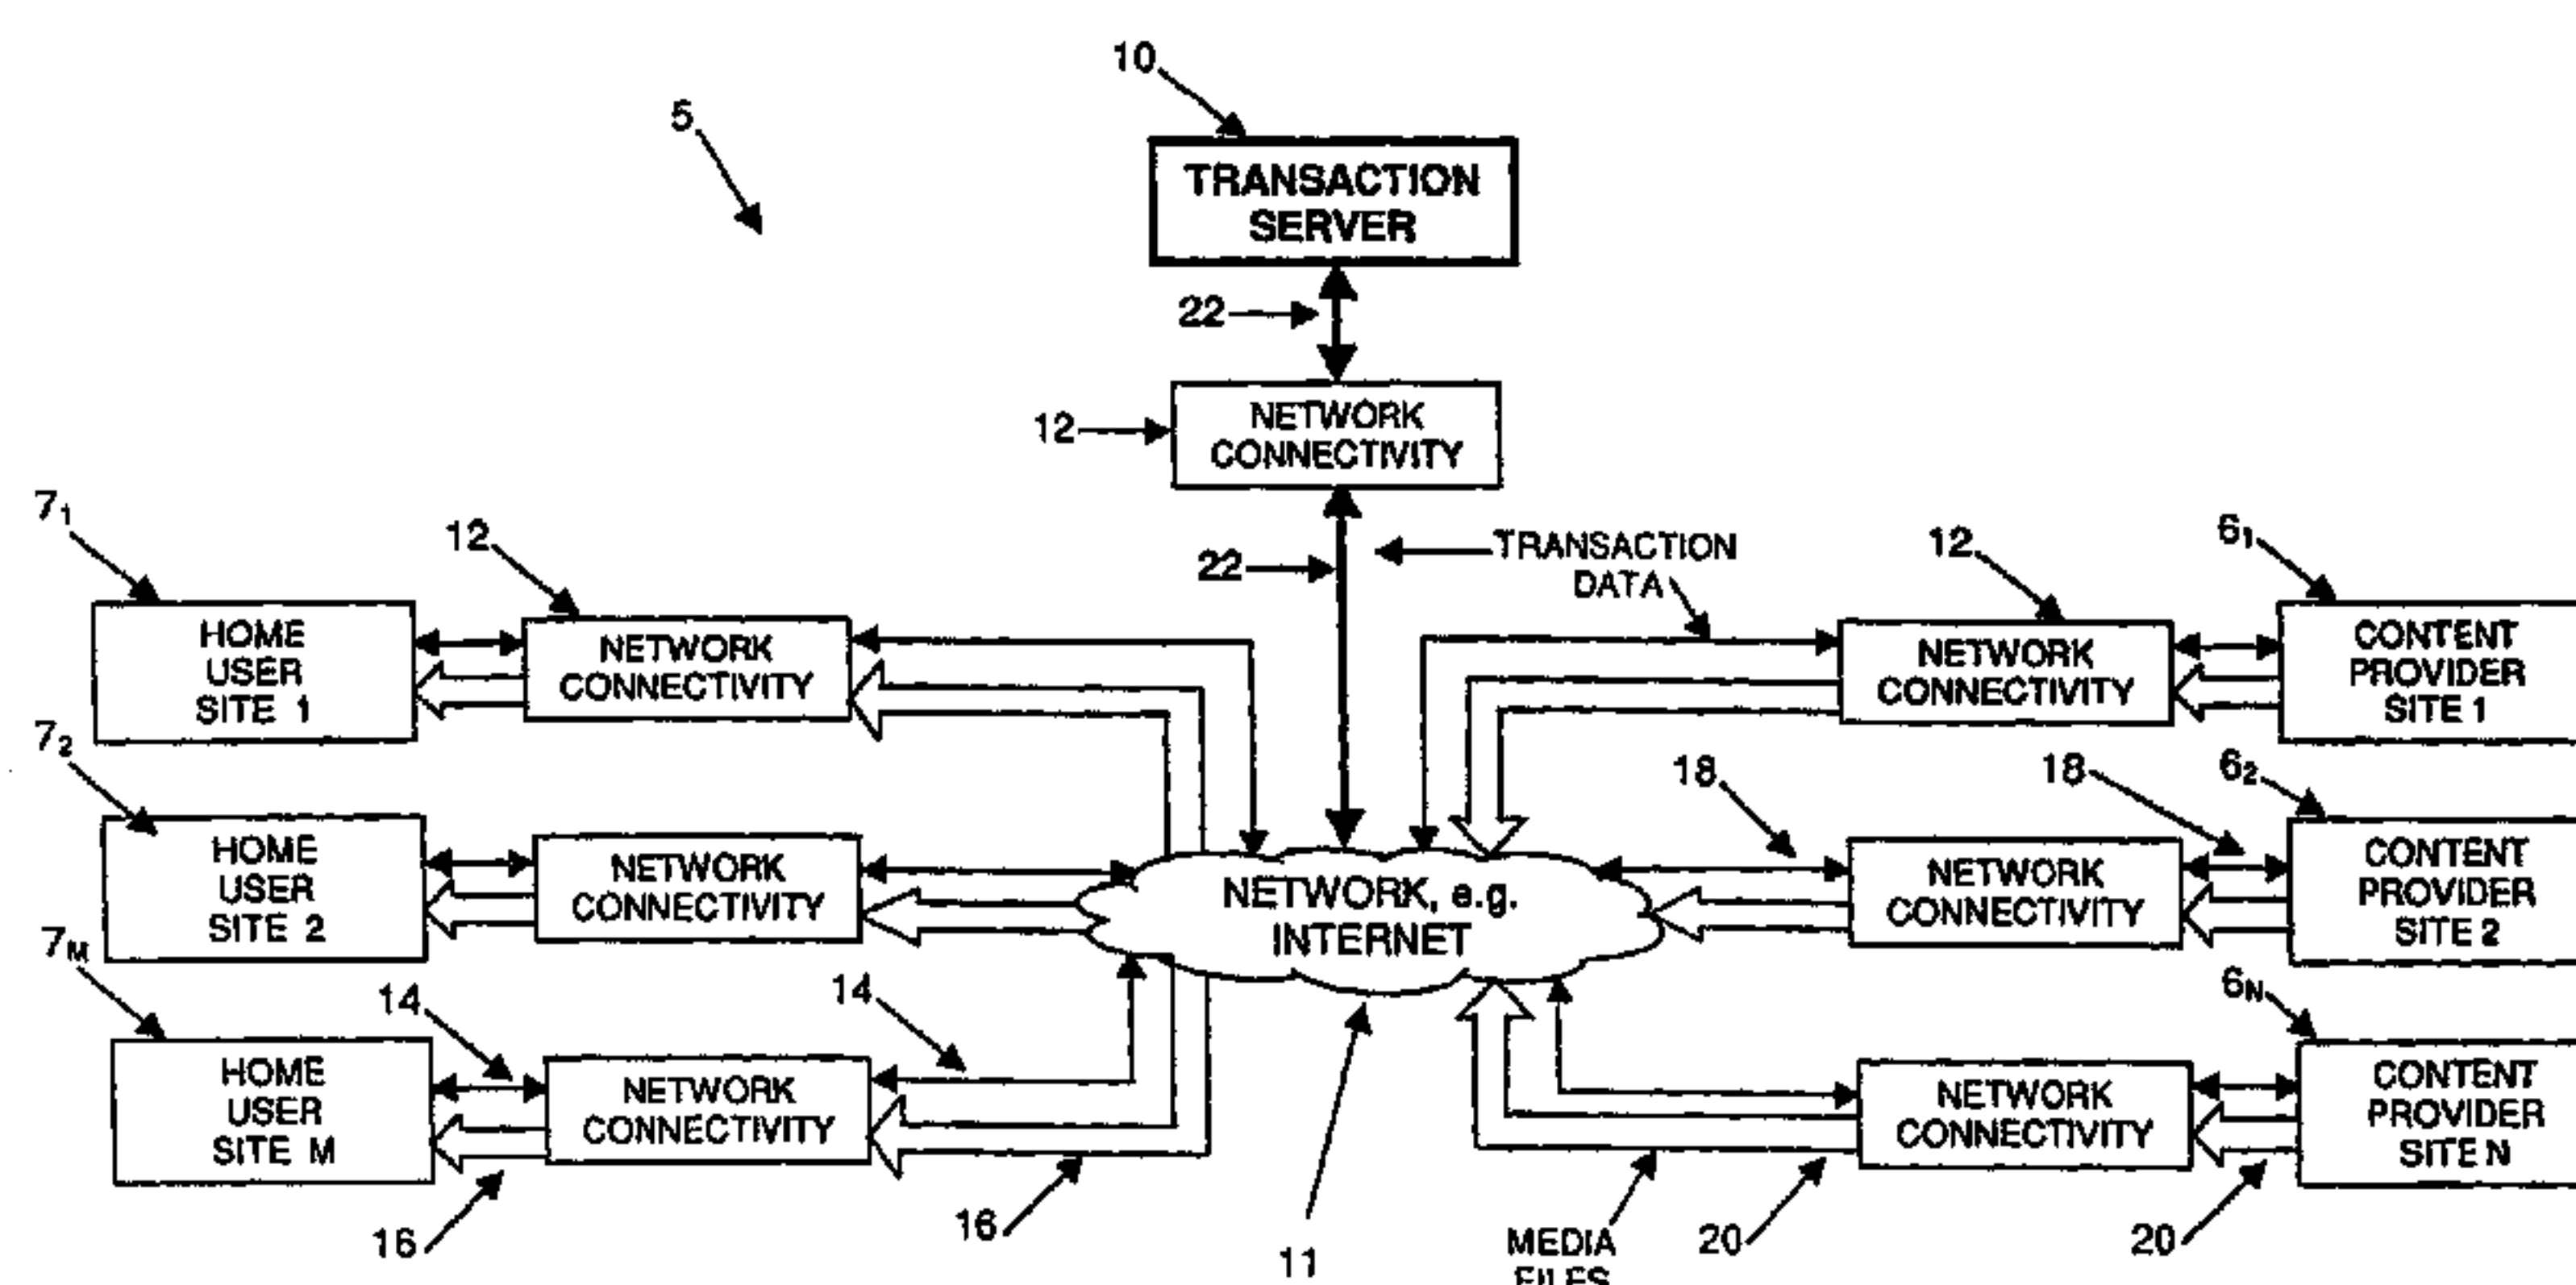 10
5
TRANSACTION
SERVER
22
12
NETWORK
CONNECTIVITY
7₁
12
22
TRANSACTION
DATA
12
6₁
HOME
USER
SITE 1
NETWORK
CONNECTIVITY
NETWORK
CONNECTIVITY
CONTENT
PROVIDER
SITE 1
7₂
18
18
6₂
HOME
USER
SITE 2
NETWORK
CONNECTIVITY
NETWORK, e.g.
INTERNET
NETWORK
CONNECTIVITY
CONTENT
PROVIDER
SITE 2
7M
14
14
6N
HOME
USER
SITE M
NETWORK
CONNECTIVITY
NETWORK
CONNECTIVITY
CONTENT
PROVIDER
SITE N
16
16
11
MEDIA
FILES
20
20